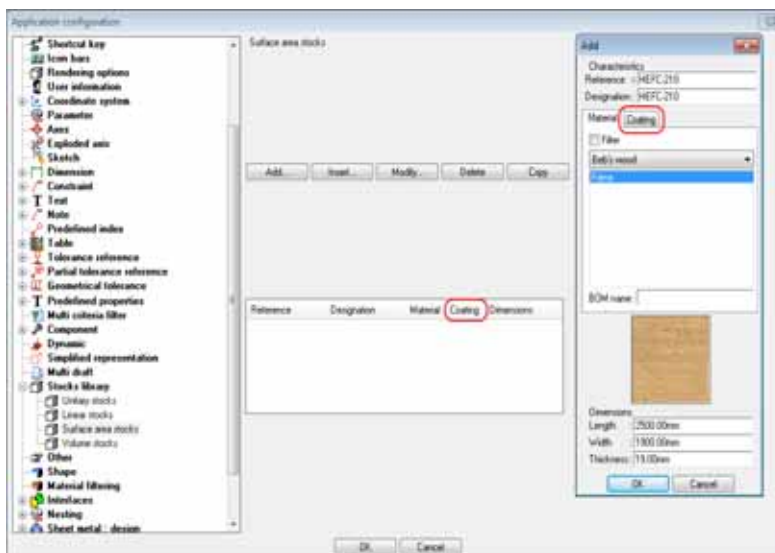 Application configuration
Shortcut key
Icon bars
Rendering options
User information
Coordinate system
Parameter
Axes
Exploded axis
Sketch
Dimension
Constraint
Text
Note
Predefined index
Table
Tolerance reference
Partial tolerance reference
Geometrical tolerance
Predefined properties
Multi criteria filter
Component
Dynamic
Simplified representation
Multi draft
Stocks library
Unitary stocks
Linear stocks
Surface area stocks
Volume stocks
Other
Shape
Material filtering
Interfaces
Nesting
Sheet metal : design
Surface area stocks
Add... Insert... Modify... Delete Copy
Reference Designation Material Coating Dimensions
OK Cancel
Add
Characteristics
Reference : HEFC-210
Designation: HEFC-210
Material Coating
Filter
BOM name:
Dimensions
Length : 2500.00mm
Width : 1900.00mm
Thickness: 19.00mm
OK Cancel